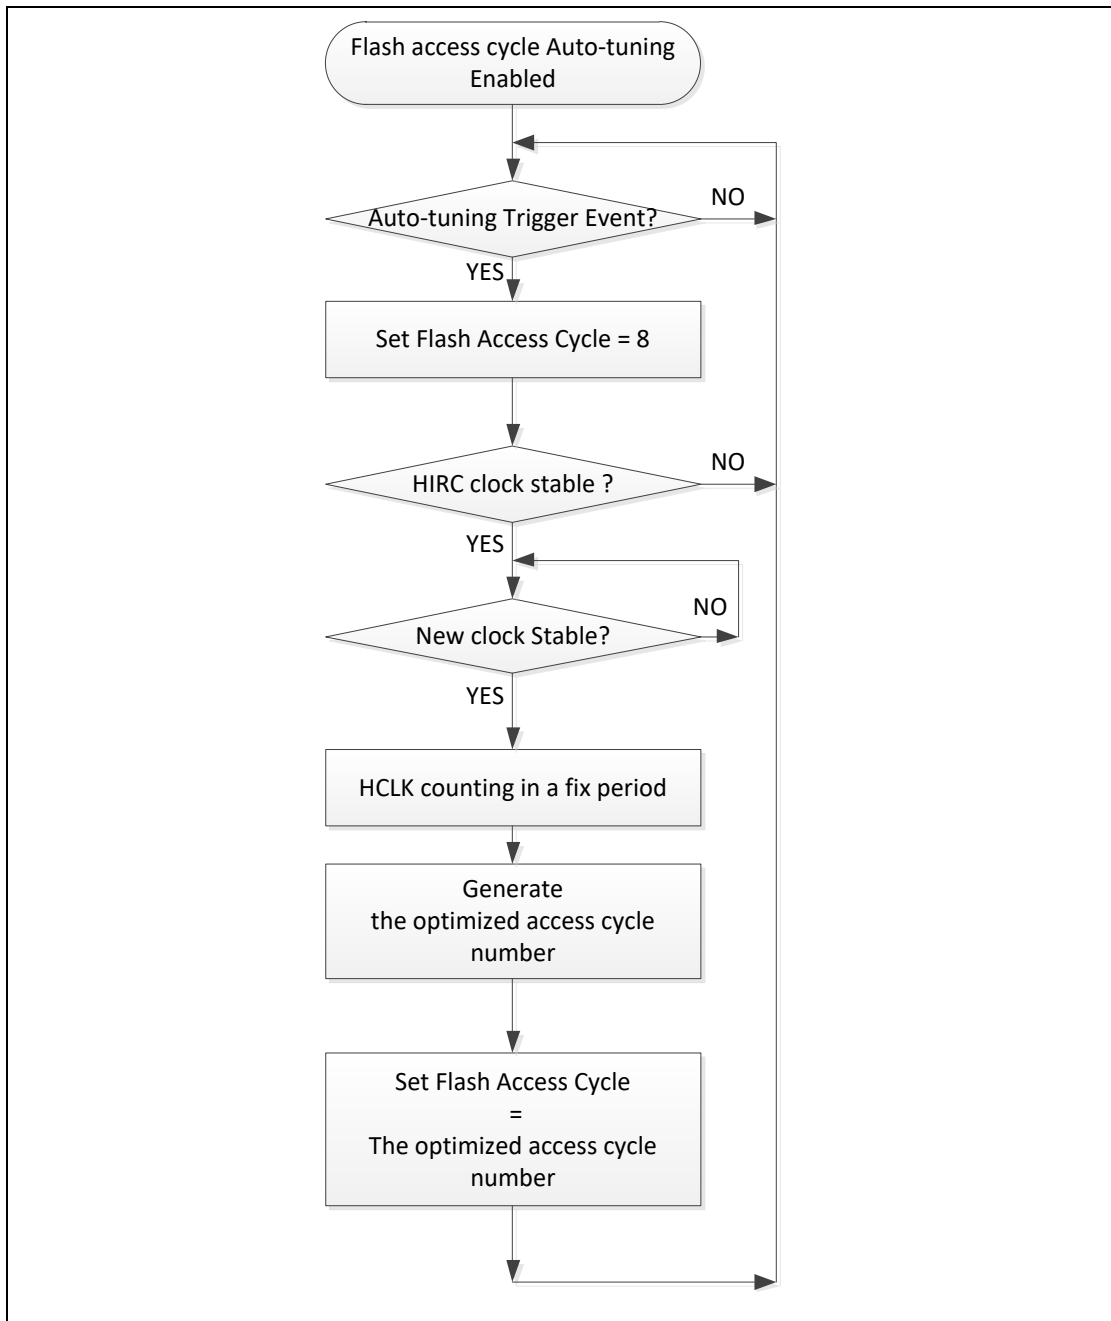 Flash access cycle Auto-tuning
Enabled
Auto-tuning Trigger Event?
NO
YES
Set Flash Access Cycle = 8
HIRC clock stable ?
NO
YES
New clock Stable?
NO
YES
HCLK counting in a fix period
Generate
the optimized access cycle
number
Set Flash Access Cycle
=
The optimized access cycle
number